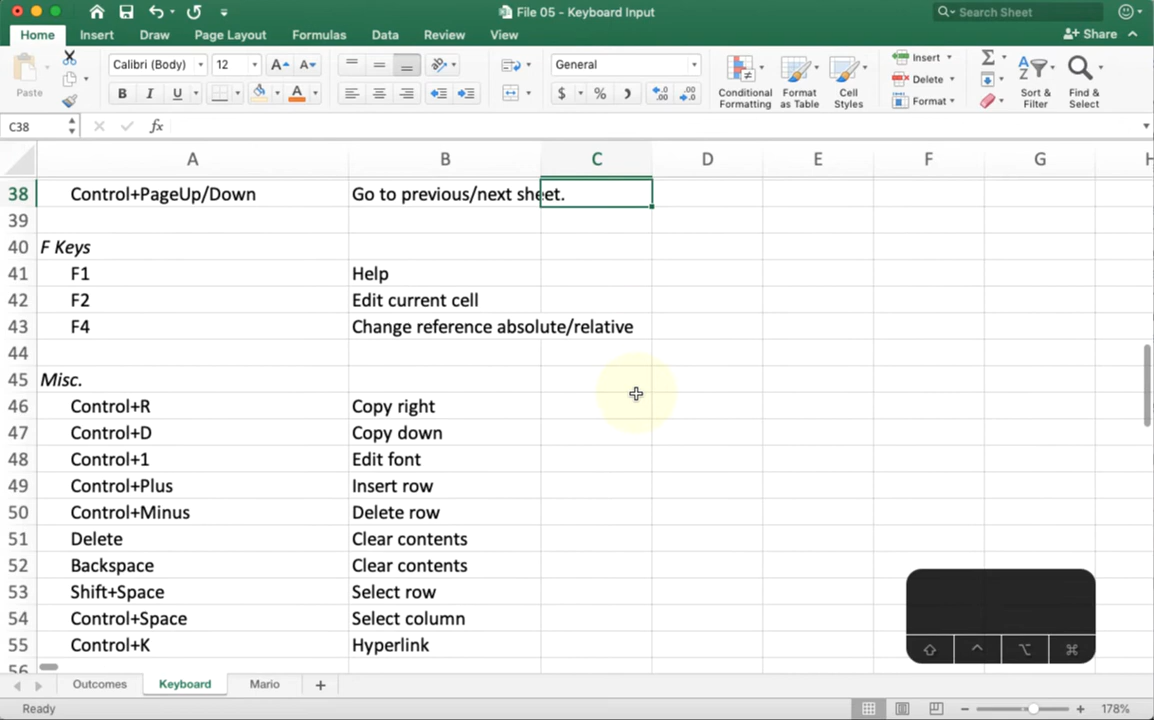 File 05 - Keyboard Input
Search Sheet
Home Insert Draw Page Layout Formulas Data Review View
Share
Paste
Calibri (Body) 12
A A
B I U A
General
$ % )
Conditional Formatting
Format as Table
Cell Styles
Insert
Delete
Format
Sort & Filter
Find & Select
C38 fx
A B C D E F G H
38 Control+PageUp/Down Go to previous/next sheet.
39
40 F Keys
41 F1 Help
42 F2 Edit current cell
43 F4 Change reference absolute/relative
44
45 Misc.
46 Control+R Copy right
47 Control+D Copy down
48 Control+1 Edit font
49 Control+Plus Insert row
50 Control+Minus Delete row
51 Delete Clear contents
52 Backspace Clear contents
53 Shift+Space Select row
54 Control+Space Select column
55 Control+K Hyperlink
56
Outcomes Keyboard Mario +
Ready
178%